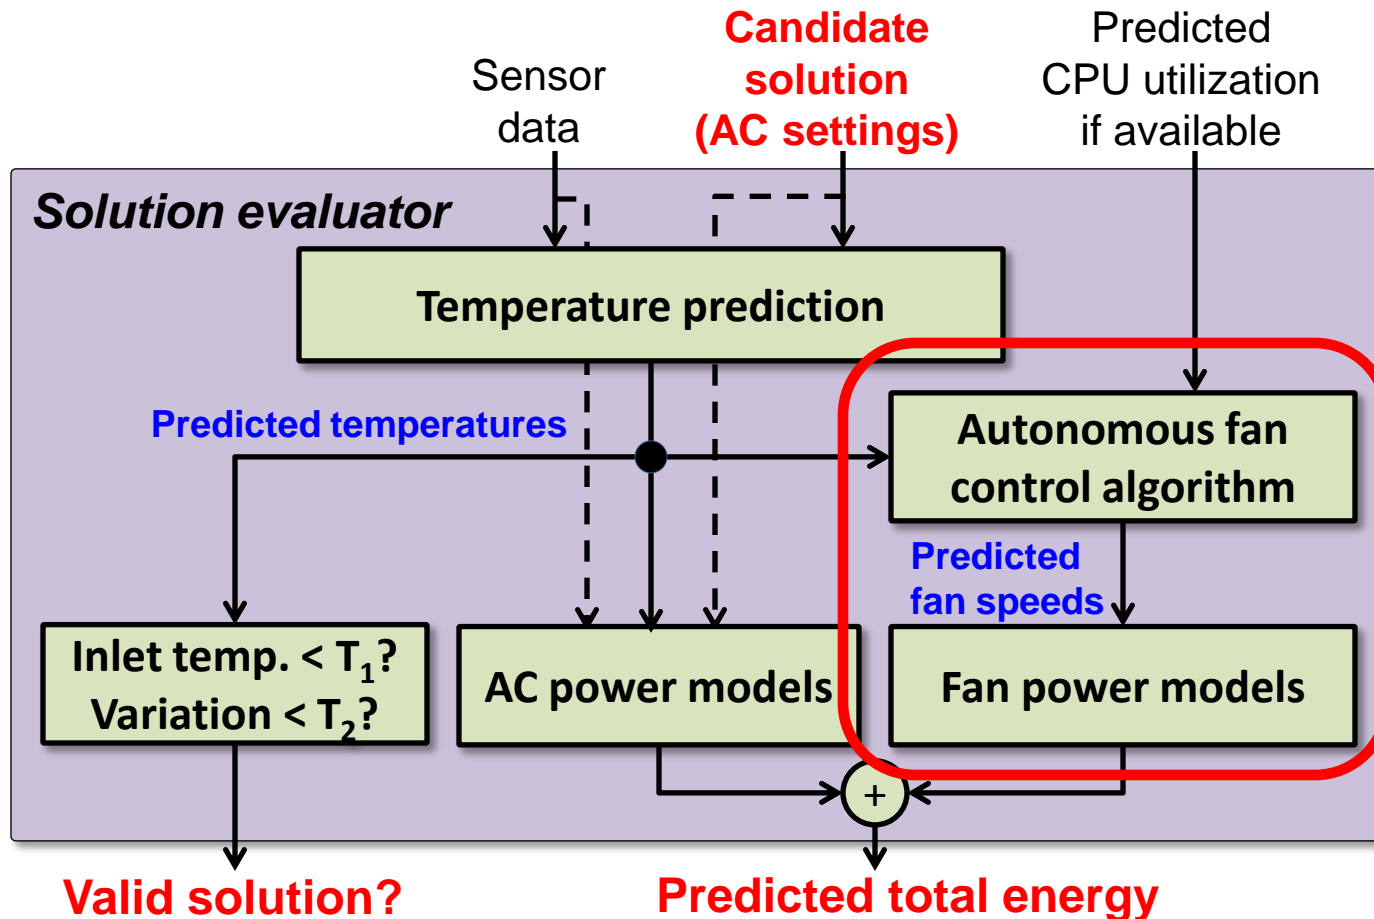 Sensor
data
Candidate
solution
(AC settings)
Predicted
CPU utilization
if available
Solution evaluator
Temperature prediction
Predicted temperatures
Autonomous fan
control algorithm
Predicted
fan speeds
Inlet temp. < T₁?
Variation < T₂?
AC power models
Fan power models
+
Valid solution?
Predicted total energy